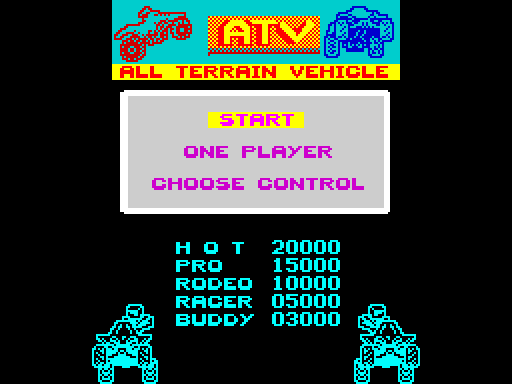 ATV
ALL TERRAIN VEHICLE
START
ONE PLAYER
CHOOSE CONTROL
H O T 20000
PRO 15000
RODEO 10000
RACER 05000
BUDDY 03000